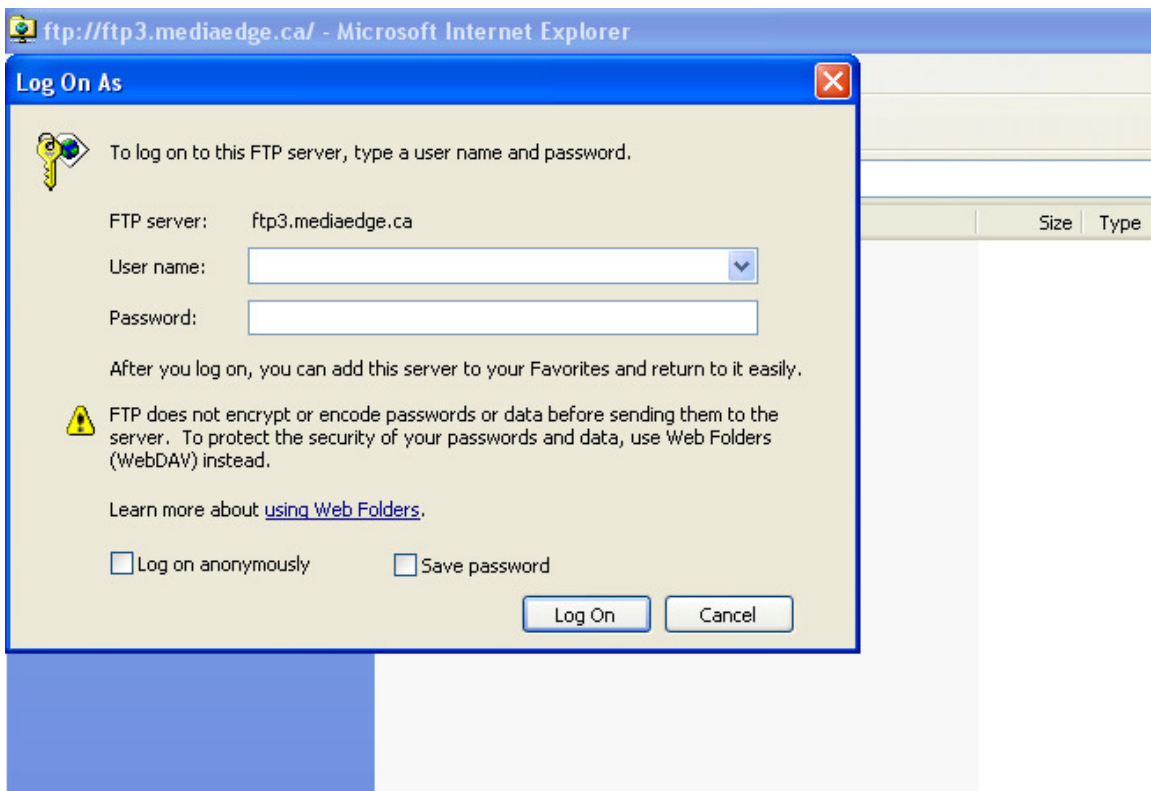 ftp://ftp3.mediaedge.ca/ - Microsoft Internet Explorer
Log On As
To log on to this FTP server, type a user name and password.
FTP server: ftp3.mediaedge.ca
Size Type
User name:
Password:
After you log on, you can add this server to your Favorites and return to it easily.
FTP does not encrypt or encode passwords or data before sending them to the
server. To protect the security of your passwords and data, use Web Folders
(WebDAV) instead.
Learn more about using Web Folders.
Log on anonymously Save password
Log On Cancel